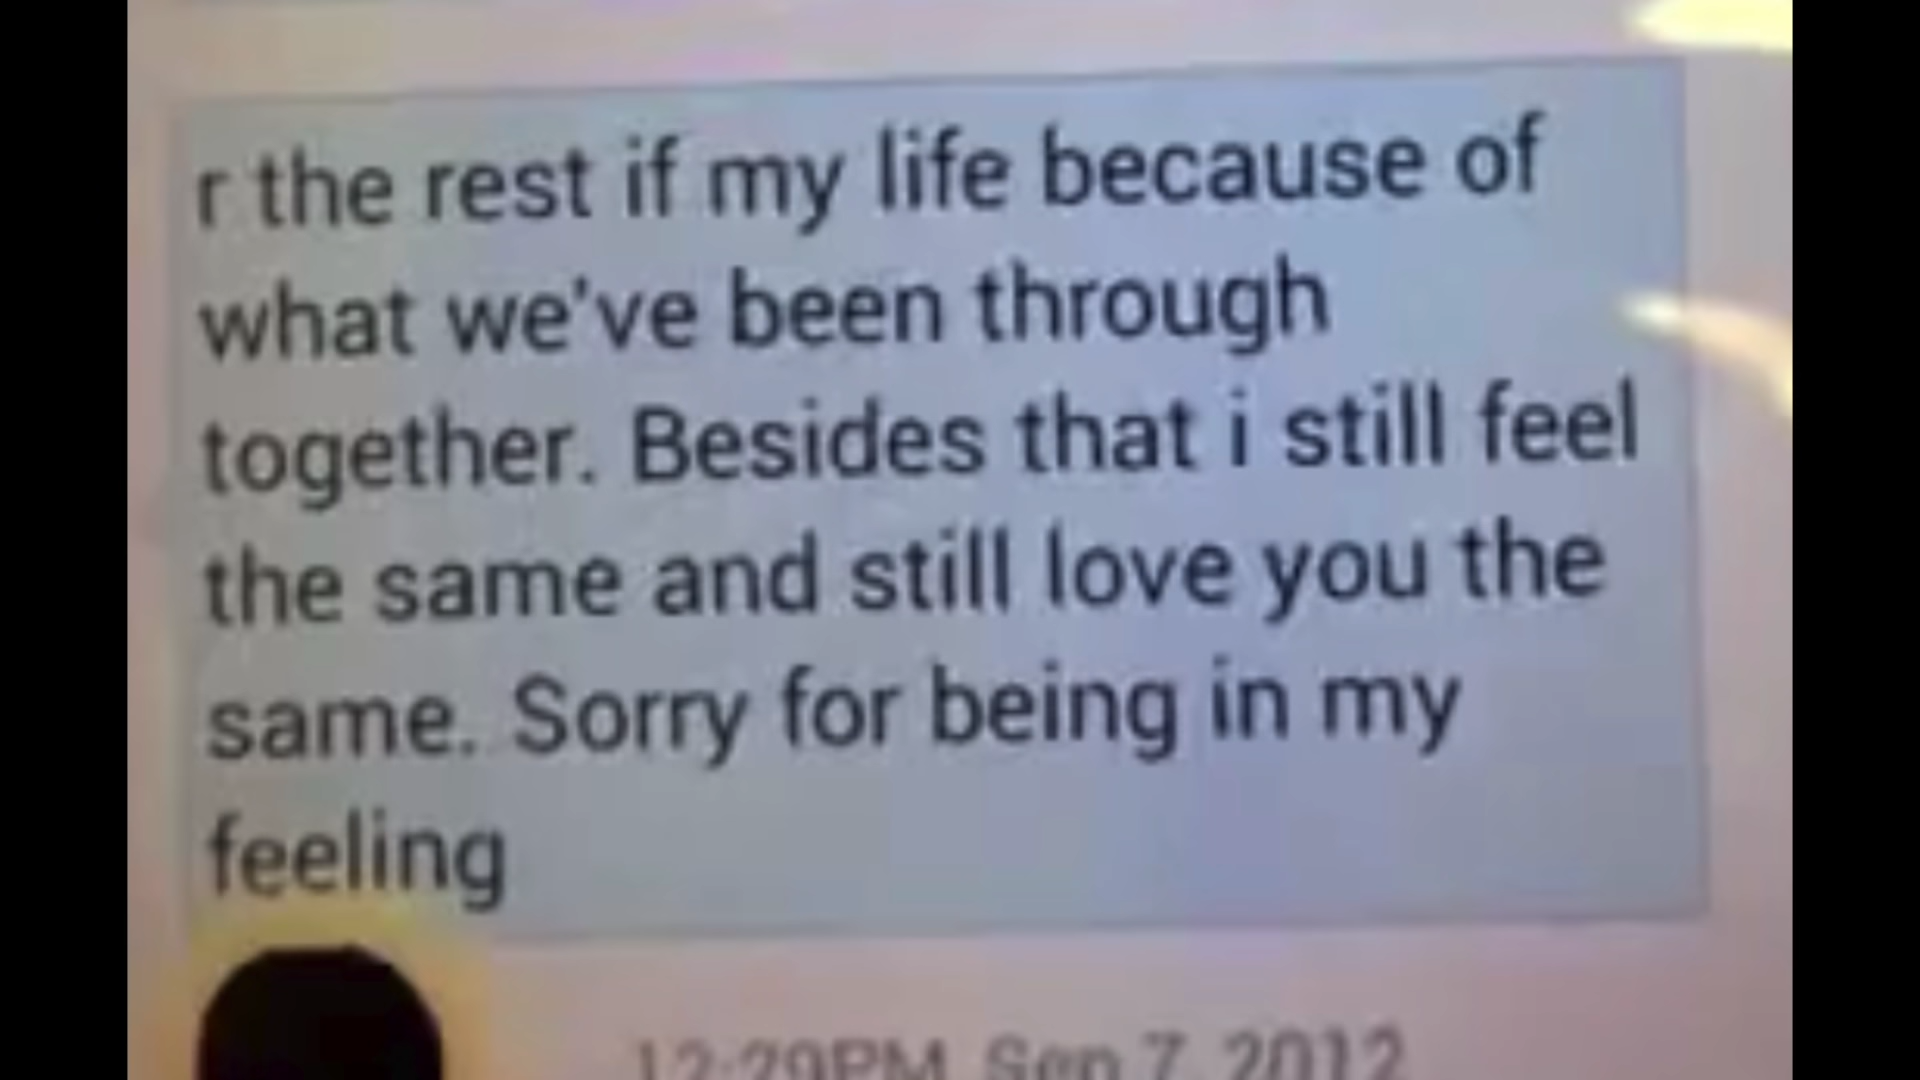 r the rest if my life because of
what we've been through
together. Besides that i still feel
the same and still love you the
same. Sorry for being in my
feeling
12:29PM Sep 7, 2012